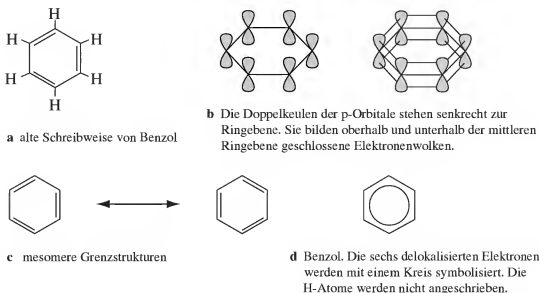 H
H H
H H
H
a alte Schreibweise von Benzol
b Die Doppelkeulen der p-Orbitale stehen senkrecht zur
Ringebene. Sie bilden oberhalb und unterhalb der mittleren
Ringebene geschlossene Elektronenwolken.
c mesomere Grenzstrukturen
d Benzol. Die sechs delokalisierten Elektronen
werden mit einem Kreis symbolisiert. Die
H-Atome werden nicht angeschrieben.